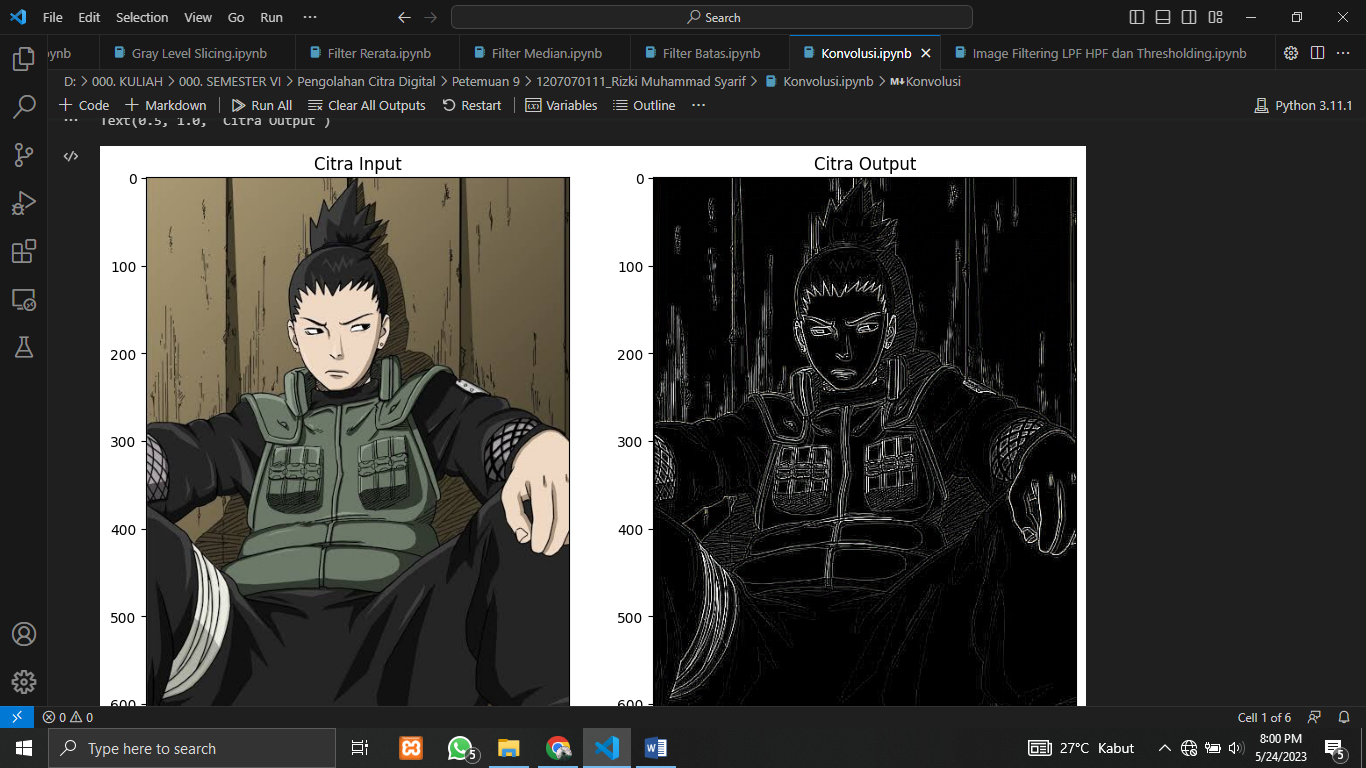 File Edit Selection View Go Run ··· Search
ynb Gray Level Slicing.ipynb Filter Rerata.ipynb Filter Median.ipynb Filter Batas.ipynb Konvolusi.ipynb Image Filtering LPF HPF dan Thresholding.ipynb
D: > 000. KULIAH > 000. SEMESTER VI > Pengolahan Citra Digital > Petemuan 9 > 1207070111_Rizki Muhammad Syarif > Konvolusi.ipynb > M↓Konvolusi
+ Code + Markdown Run All Clear All Outputs Restart Variables Outline ··· Python 3.11.1
Text(0.5, 1.0, 'Citra Output')
Citra Input
Citra Output
0
100
200
300
400
500
600
0
100
200
300
400
500
600
0 0 Cell 1 of 6
Type here to search 5 27°C Kabut 8:00 PM
5/24/2023 5